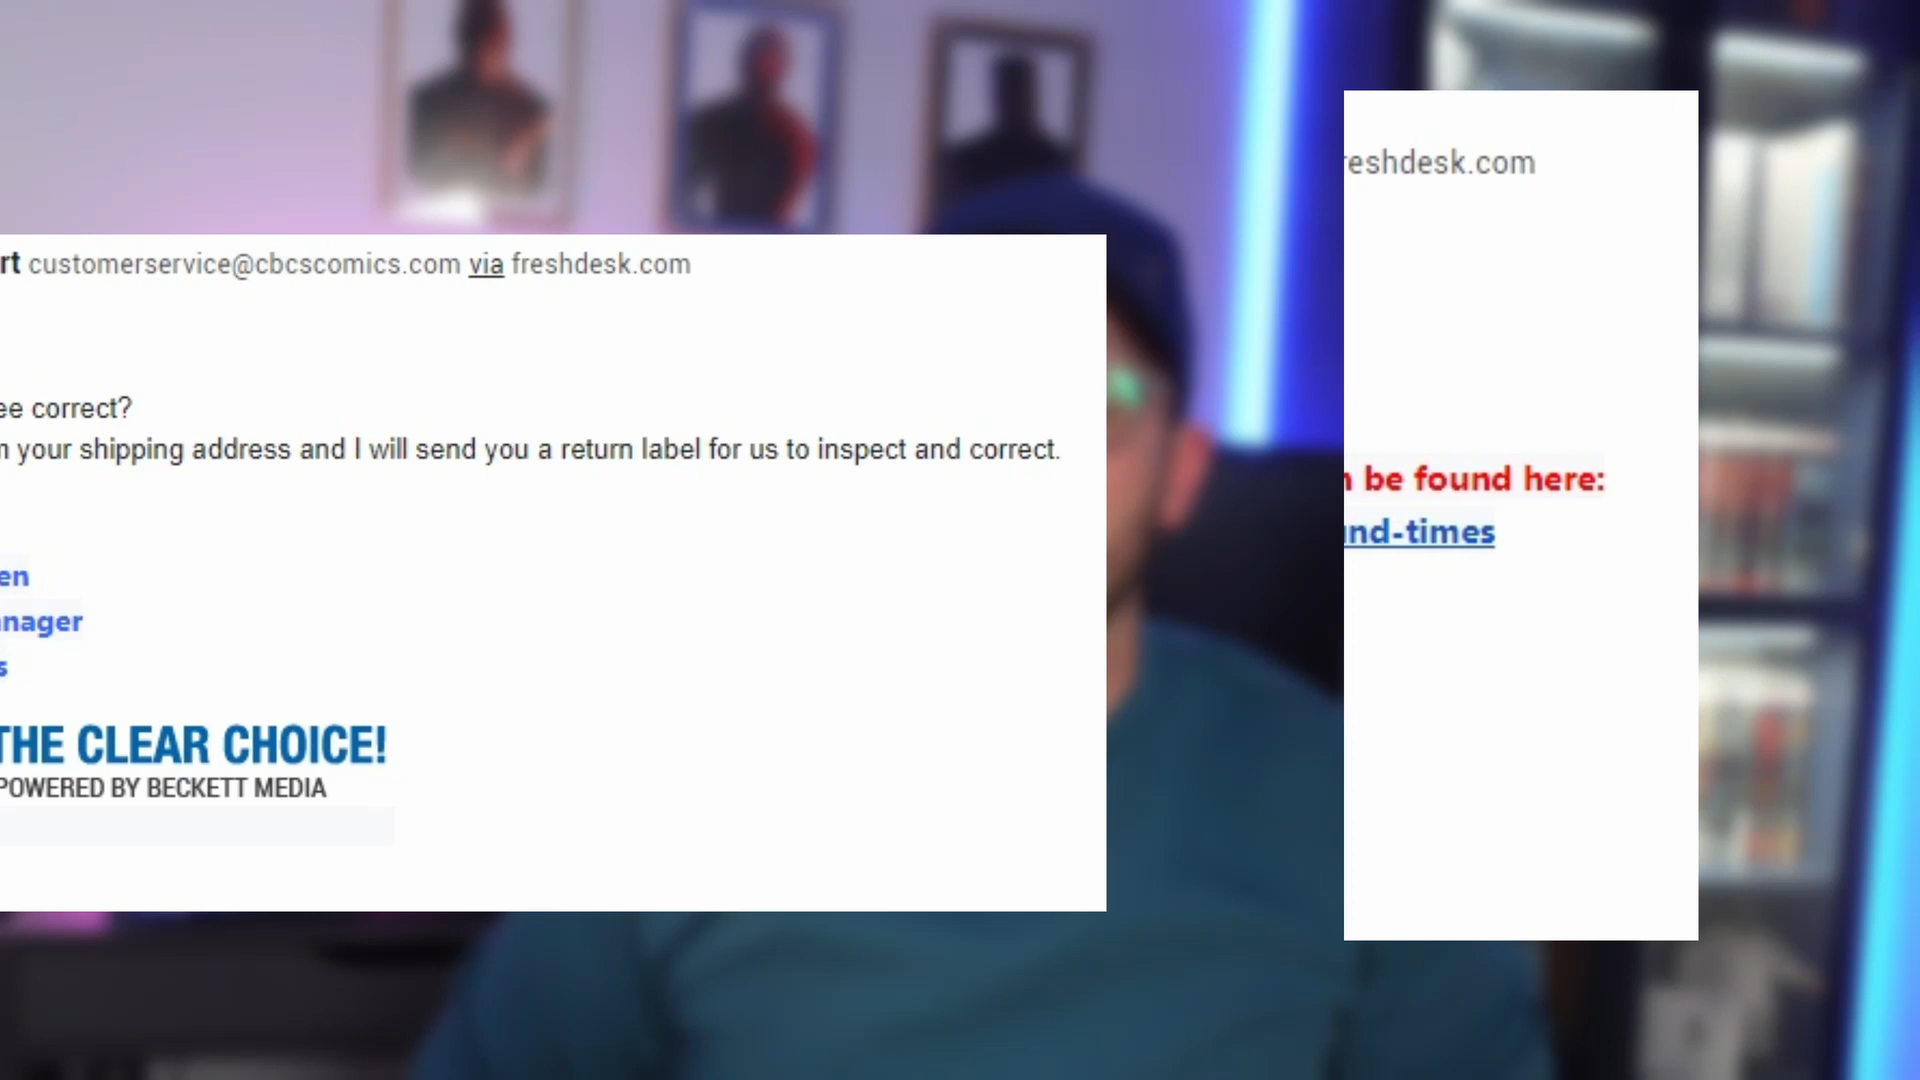 rt customerservice@cbcscomics.com via freshdesk.com
ee correct?
your shipping address and I will send you a return label for us to inspect and correct.
en
nager
s
THE CLEAR CHOICE!
POWERED BY BECKETT MEDIA
reshdesk.com
be found here:
nd-times